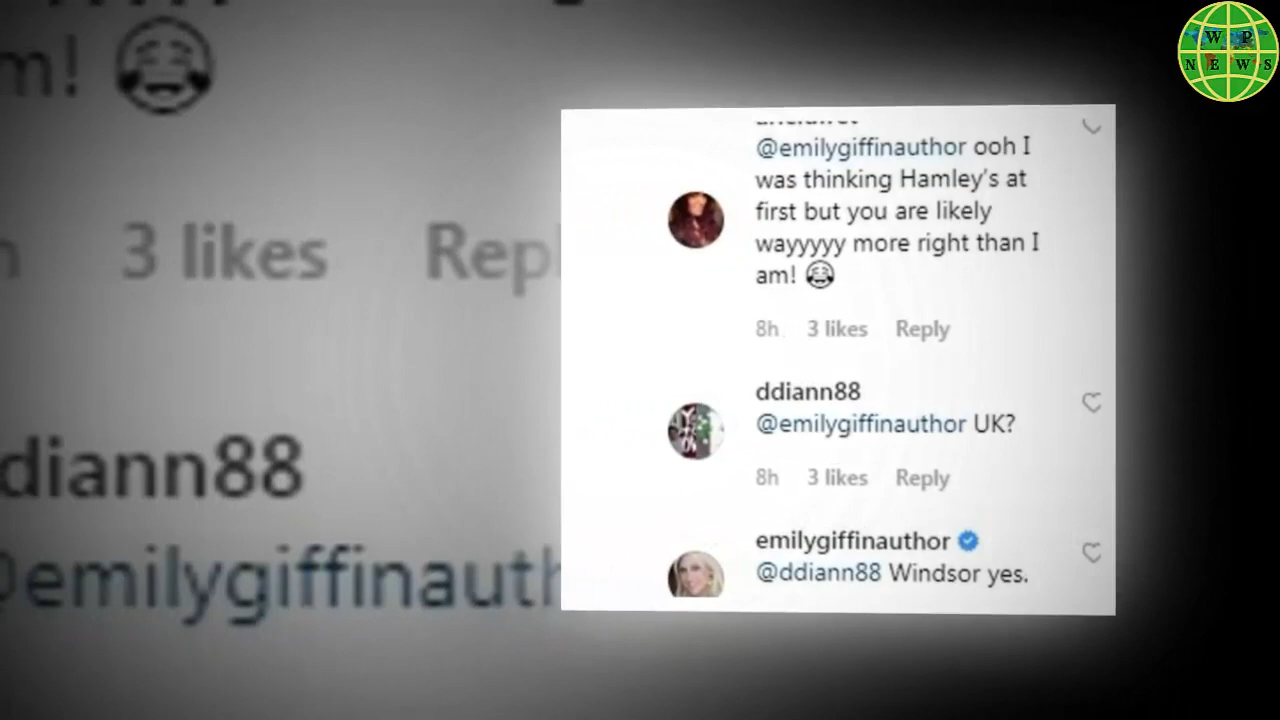 W P
N E W S
@emilygiffinauthor ooh I
was thinking Hamley's at
first but you are likely
wayyyyy more right than I
am! 😂
8h 3 likes Reply
ddiann88
@emilygiffinauthor UK?
8h 3 likes Reply
emilygiffinauthor
@ddiann88 Windsor yes.
m! 😂
3 likes Rep
diann88
@emilygiffinauth